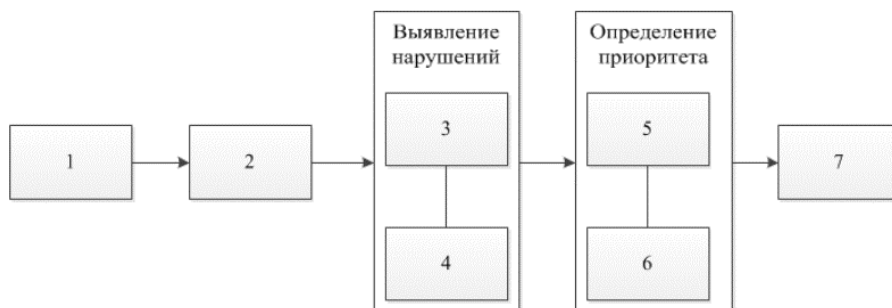 Выявление
нарушений
Определение
приоритета
1
2
3
4
5
6
7